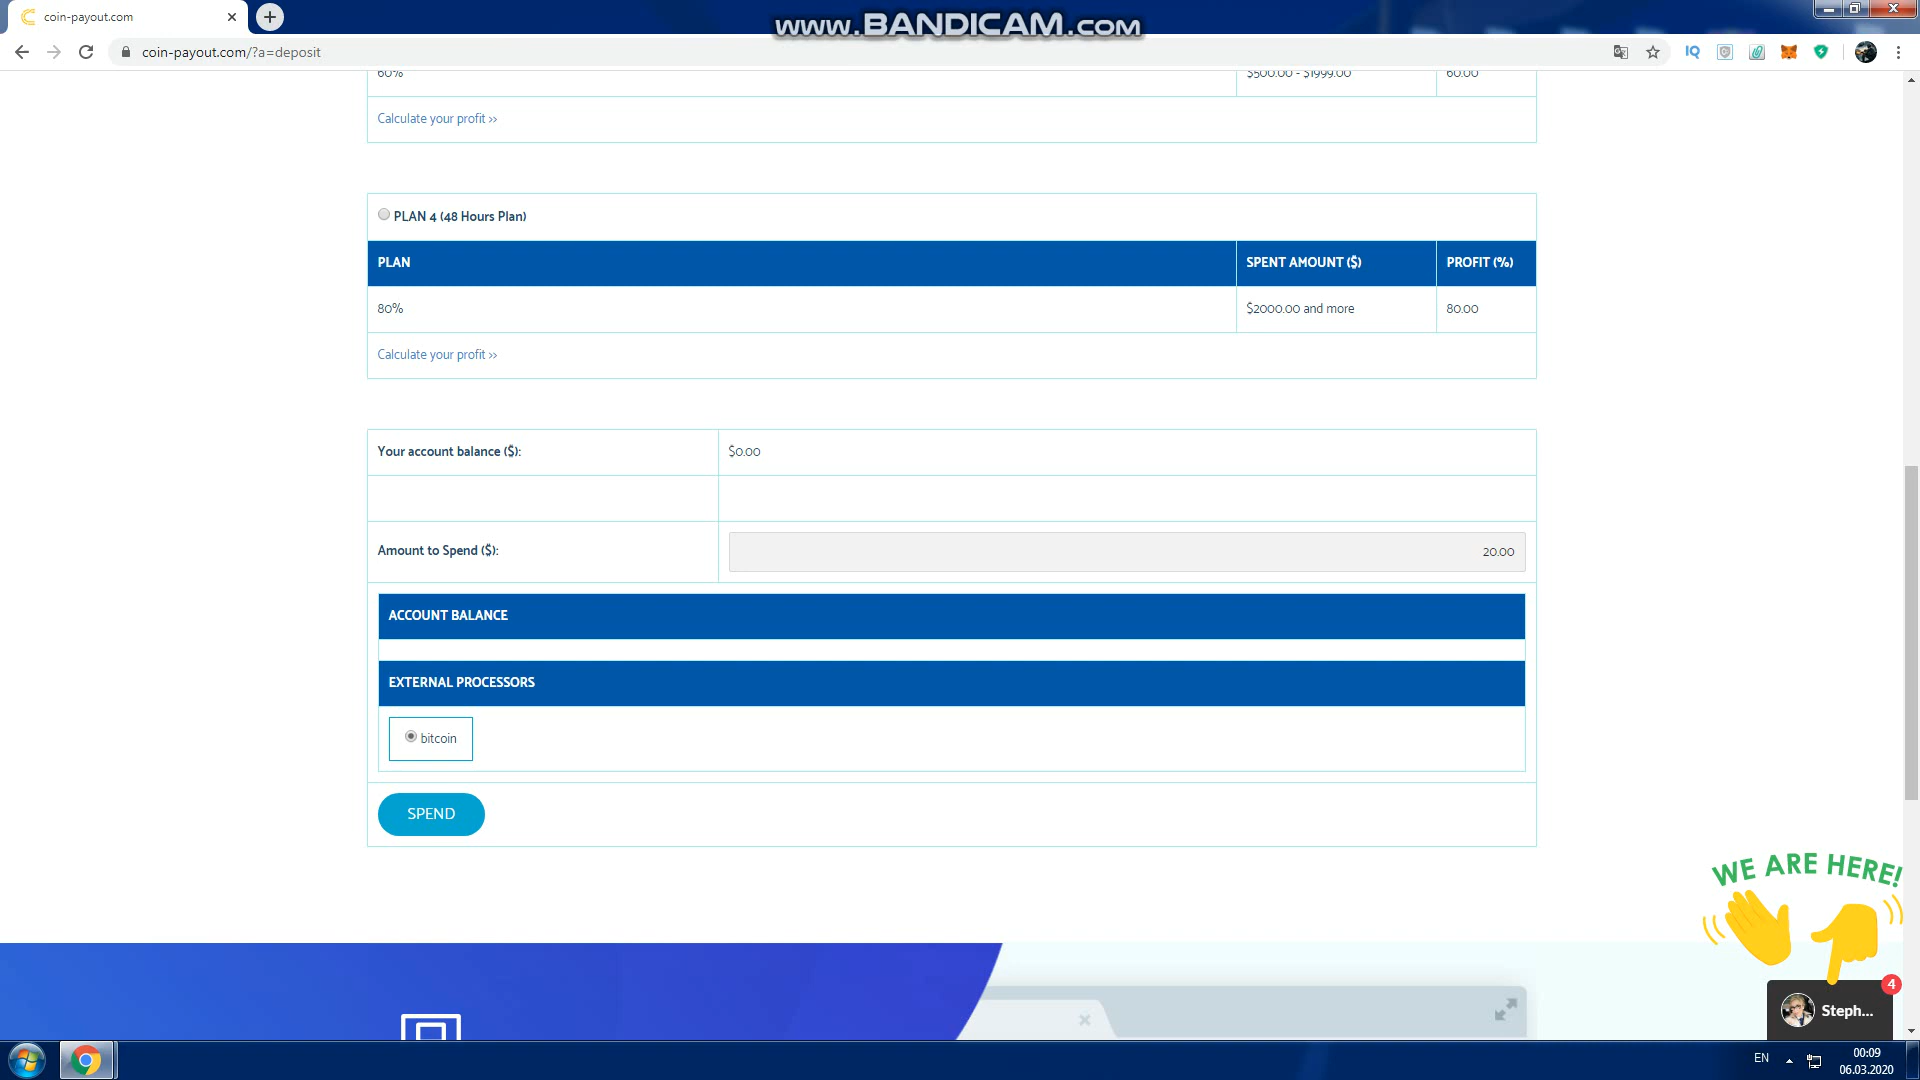 coin-payout.com
www.BANDICAM.com
coin-payout.com/?a=deposit
60% $500.00 - $1999.00 60.00
Calculate your profit >>
PLAN 4 (48 Hours Plan)
PLAN SPENT AMOUNT ($) PROFIT (%)
80% $2000.00 and more 80.00
Calculate your profit >>
Your account balance ($): $0.00
Amount to Spend ($): 20.00
ACCOUNT BALANCE
EXTERNAL PROCESSORS
bitcoin
SPEND
WE ARE HERE!
4
Steph...
EN 00:09
06.03.2020